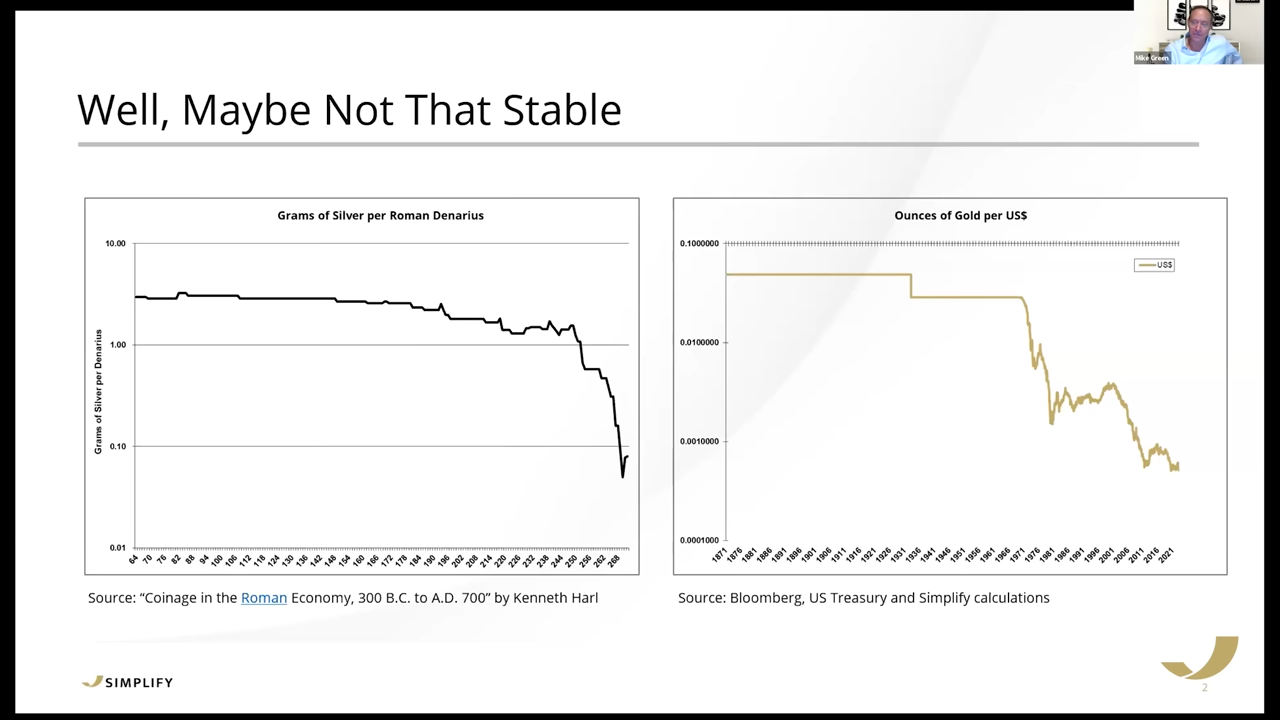 Mike Green
Well, Maybe Not That Stable
Grams of Silver per Roman Denarius
10.00
1.00
0.10
0.01
Grams of Silver per Denarius
64 70 76 82 88 94 100 106 112 118 124 130 136 142 148 154 160 166 172 178 184 190 196 202 208 214 220 226 232 238 244 250 256 262 268
Source: “Coinage in the Roman Economy, 300 B.C. to A.D. 700” by Kenneth Harl
Ounces of Gold per US$
US$
0.1000000
0.0100000
0.0010000
0.0001000
1871 1876 1881 1886 1891 1896 1901 1906 1911 1916 1921 1926 1931 1936 1941 1946 1951 1956 1961 1966 1971 1976 1981 1986 1991 1996 2001 2006 2011 2016 2021
Source: Bloomberg, US Treasury and Simplify calculations
SIMPLIFY
2